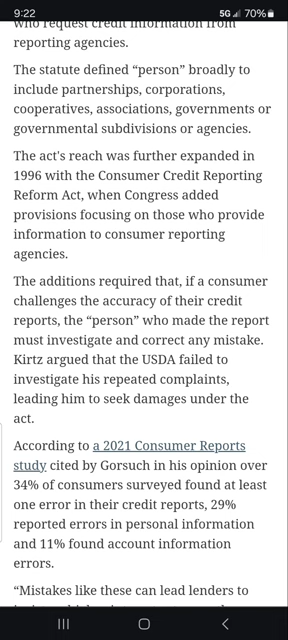 9:22
5G 70%
who request credit information from
reporting agencies.
The statute defined “person” broadly to
include partnerships, corporations,
cooperatives, associations, governments or
governmental subdivisions or agencies.
The act's reach was further expanded in
1996 with the Consumer Credit Reporting
Reform Act, when Congress added
provisions focusing on those who provide
information to consumer reporting
agencies.
The additions required that, if a consumer
challenges the accuracy of their credit
reports, the “person” who made the report
must investigate and correct any mistake.
Kirtz argued that the USDA failed to
investigate his repeated complaints,
leading him to seek damages under the
act.
According to a 2021 Consumer Reports
study cited by Gorsuch in his opinion over
34% of consumers surveyed found at least
one error in their credit reports, 29%
reported errors in personal information
and 11% found account information
errors.
“Mistakes like these can lead lenders to